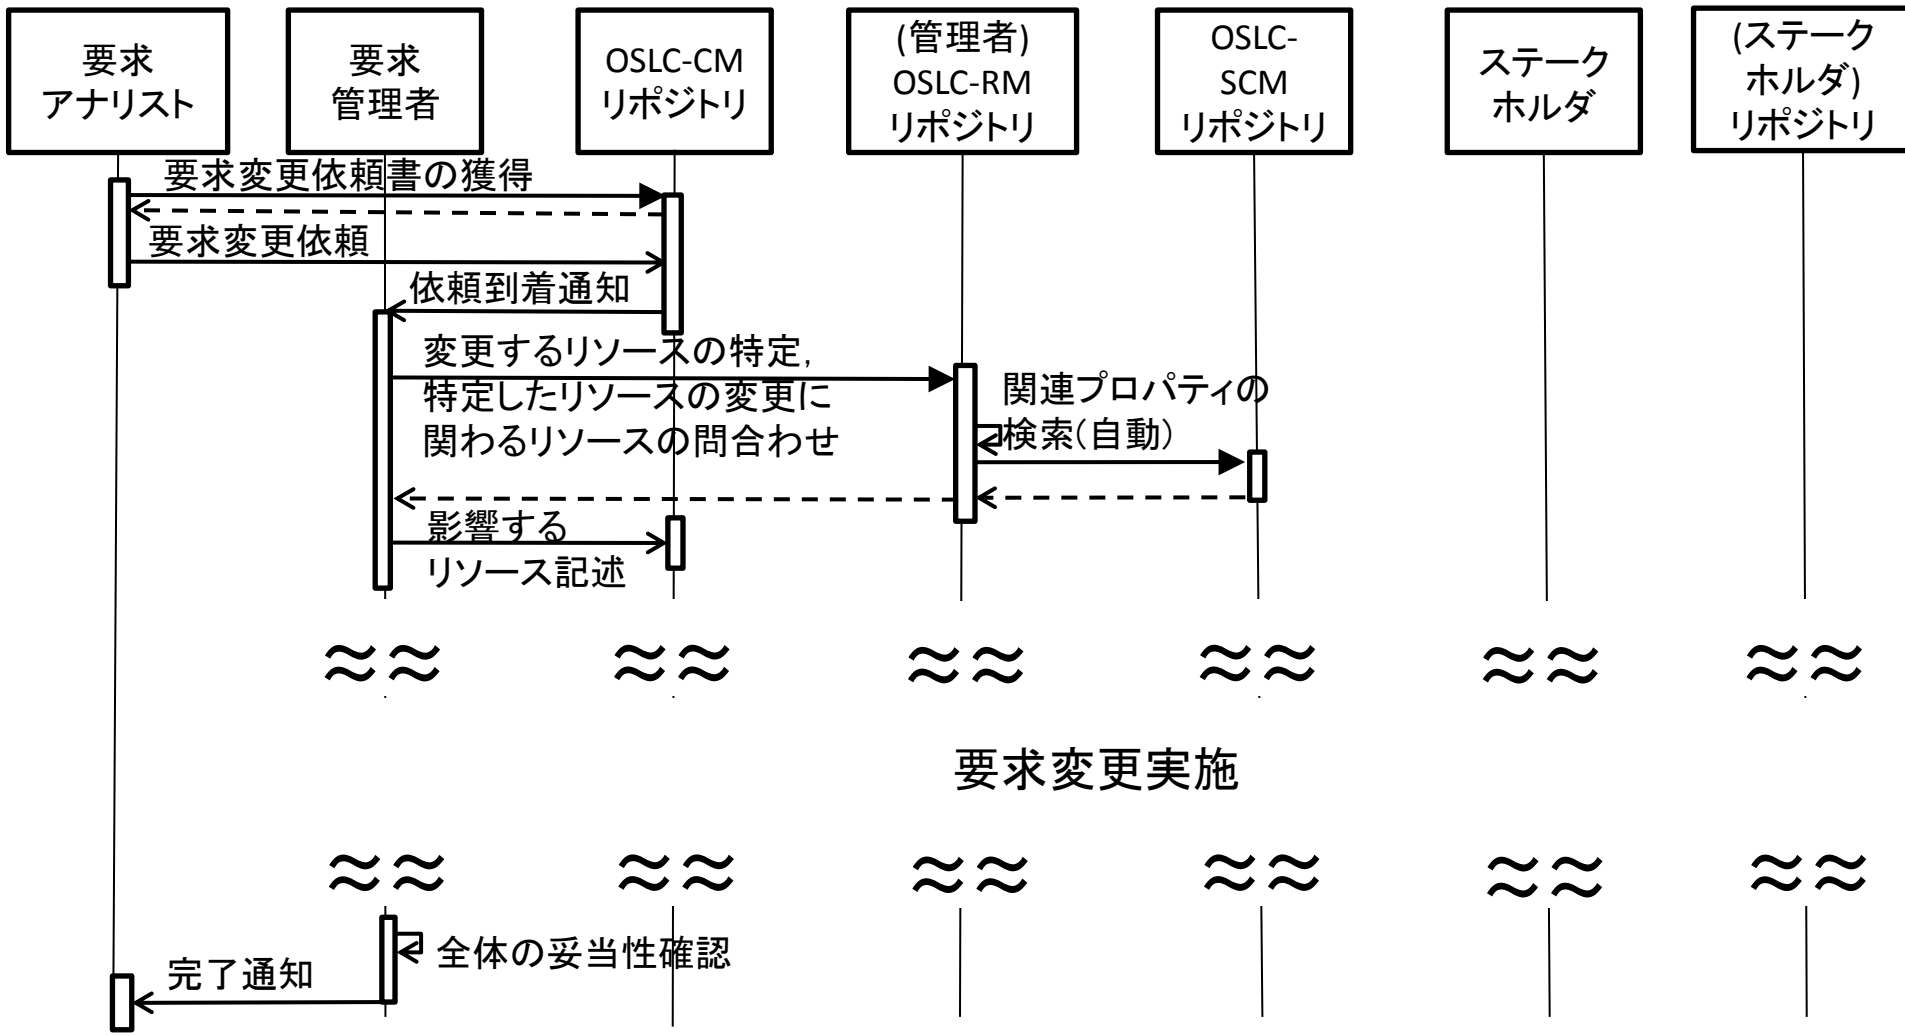 要求
アナリスト
要求
管理者
OSLC-CM
リポジトリ
(管理者)
OSLC-RM
リポジトリ
OSLC-
SCM
リポジトリ
ステーク
ホルダ
(ステーク
ホルダ)
リポジトリ
要求変更依頼書の獲得
要求変更依頼
依頼到着通知
変更するリソースの特定,
特定したリソースの変更に
関わるリソースの問合わせ
関連プロパティの
検索(自動)
影響する
リソース記述
要求変更実施
全体の妥当性確認
完了通知